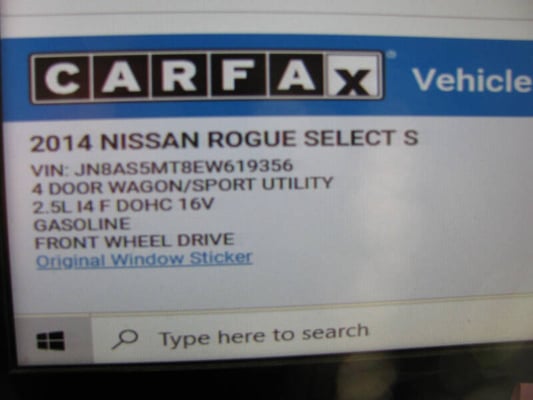 CARFAX® Vehicle
2014 NISSAN ROGUE SELECT S
VIN: JN8AS5MT8EW619356
4 DOOR WAGON/SPORT UTILITY
2.5L I4 F DOHC 16V
GASOLINE
FRONT WHEEL DRIVE
Original Window Sticker
Type here to search